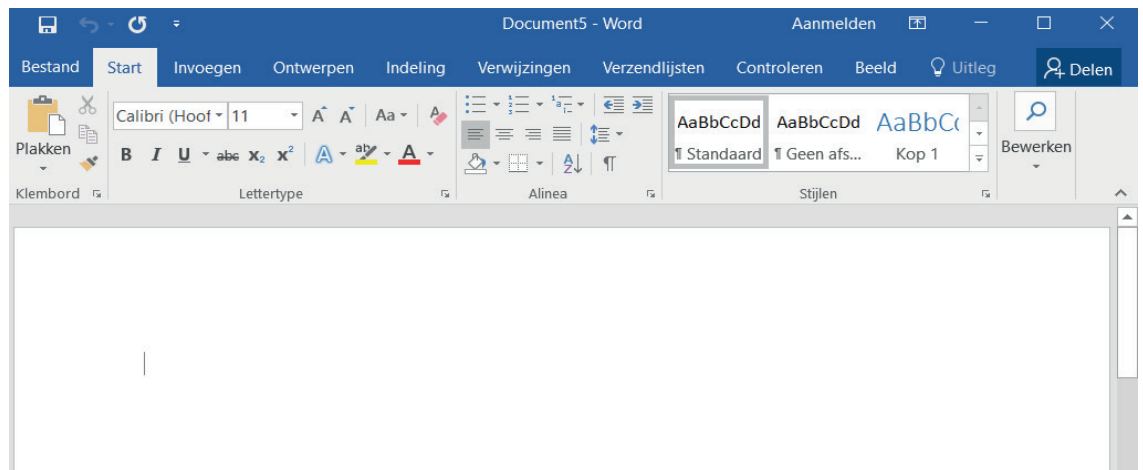 Document5 - Word Aanmelden
Bestand Start Invoegen Ontwerpen Indeling Verwijzingen Verzendlijsten Controleren Beeld Uitleg Delen
Calibri (Hoof 11 A A Aa A
AaBbCcDd AaBbCcDd AaBbC
Plakken
B I U abc x₂ x² A aby A
¶ Standaard ¶ Geen afs... Kop 1
Bewerken
Klembord Lettertype Alinea Stijlen